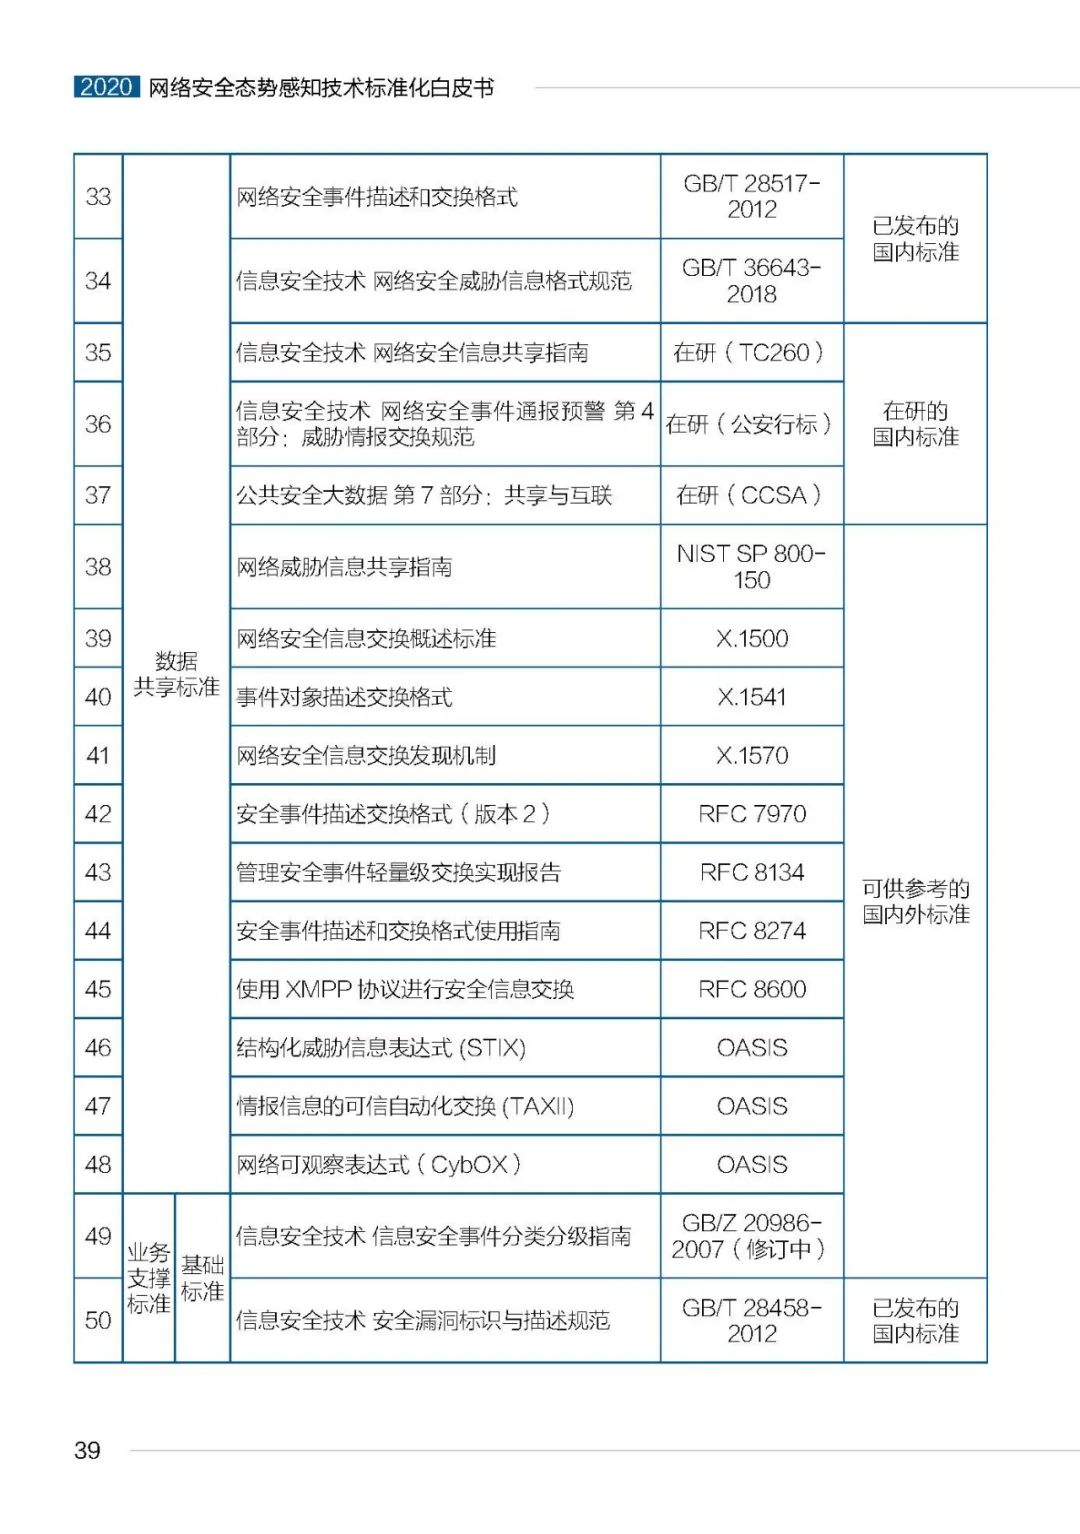 2020 网络安全态势感知技术标准化白皮书
33
网络安全事件描述和交换格式
GB/T 28517-
2012
已发布的
国内标准
34
信息安全技术 网络安全威胁信息格式规范
GB/T 36643-
2018
35
信息安全技术 网络安全信息共享指南
在研（TC260）
在研的
国内标准
36
信息安全技术 网络安全事件通报预警 第 4
部分：威胁情报交换规范
在研（公安行标）
37
公共安全大数据 第 7 部分：共享与互联
在研（CCSA）
数据
共享标准
38
网络威胁信息共享指南
NIST SP 800-
150
可供参考的
国内外标准
39
网络安全信息交换概述标准
X.1500
40
事件对象描述交换格式
X.1541
41
网络安全信息交换发现机制
X.1570
42
安全事件描述交换格式（版本 2）
RFC 7970
43
管理安全事件轻量级交换实现报告
RFC 8134
44
安全事件描述和交换格式使用指南
RFC 8274
45
使用 XMPP 协议进行安全信息交换
RFC 8600
46
结构化威胁信息表达式 (STIX)
OASIS
47
情报信息的可信自动化交换 (TAXII)
OASIS
48
网络可观察表达式（CybOX）
OASIS
49
业务
支撑
标准
基础
标准
信息安全技术 信息安全事件分类分级指南
GB/Z 20986-
2007（修订中）
50
信息安全技术 安全漏洞标识与描述规范
GB/T 28458-
2012
已发布的
国内标准
39